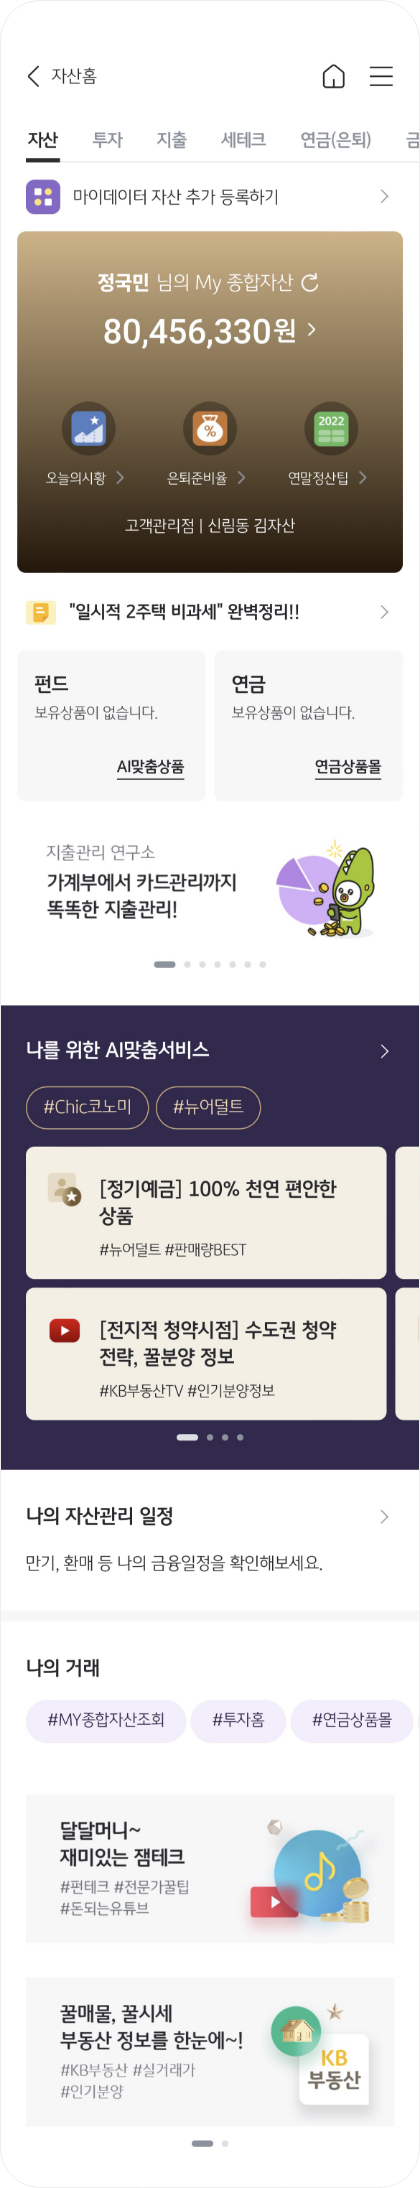 자산홈
자산 투자 지출 세테크 연금(은퇴) 금
마이데이터 자산 추가 등록하기
정국민 님의 My 종합자산
80,456,330원
%
2022
오늘의시황 은퇴준비율 연말정산팁
고객관리점 | 신림동 김자산
"일시적 2주택 비과세" 완벽정리!!
펀드
보유상품이 없습니다.
AI맞춤상품
연금
보유상품이 없습니다.
연금상품몰
지출관리 연구소
가계부에서 카드관리까지
똑똑한 지출관리!
나를 위한 AI맞춤서비스
#Chic코노미 #뉴어덜트
[정기예금] 100% 천연 편안한
상품
#뉴어덜트 #판매량BEST
[전지적 청약시점] 수도권 청약
전략, 꿀분양 정보
#KB부동산TV #인기분양정보
나의 자산관리 일정
만기, 환매 등 나의 금융일정을 확인해보세요.
나의 거래
#MY종합자산조회 #투자홈 #연금상품몰
달달머니~
재미있는 잼테크
#펀테크 #전문가꿀팁
#돈되는유튜브
꿀매물, 꿀시세
부동산 정보를 한눈에~!
#KB부동산 #실거래가
#인기분양
KB
부동산